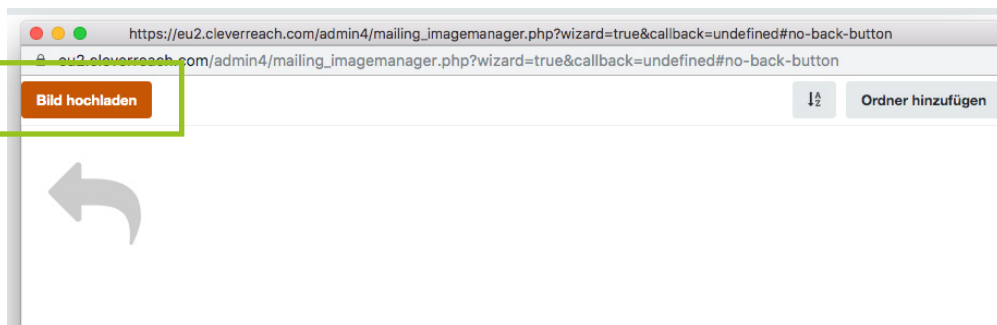 https://eu2.cleverreach.com/admin4/mailing_imagemanager.php?wizard=true&callback=undefined#no-back-button
eu2.cleverreach.com/admin4/mailing_imagemanager.php?wizard=true&callback=undefined#no-back-button
Bild hochladen
A
Z
Ordner hinzufügen